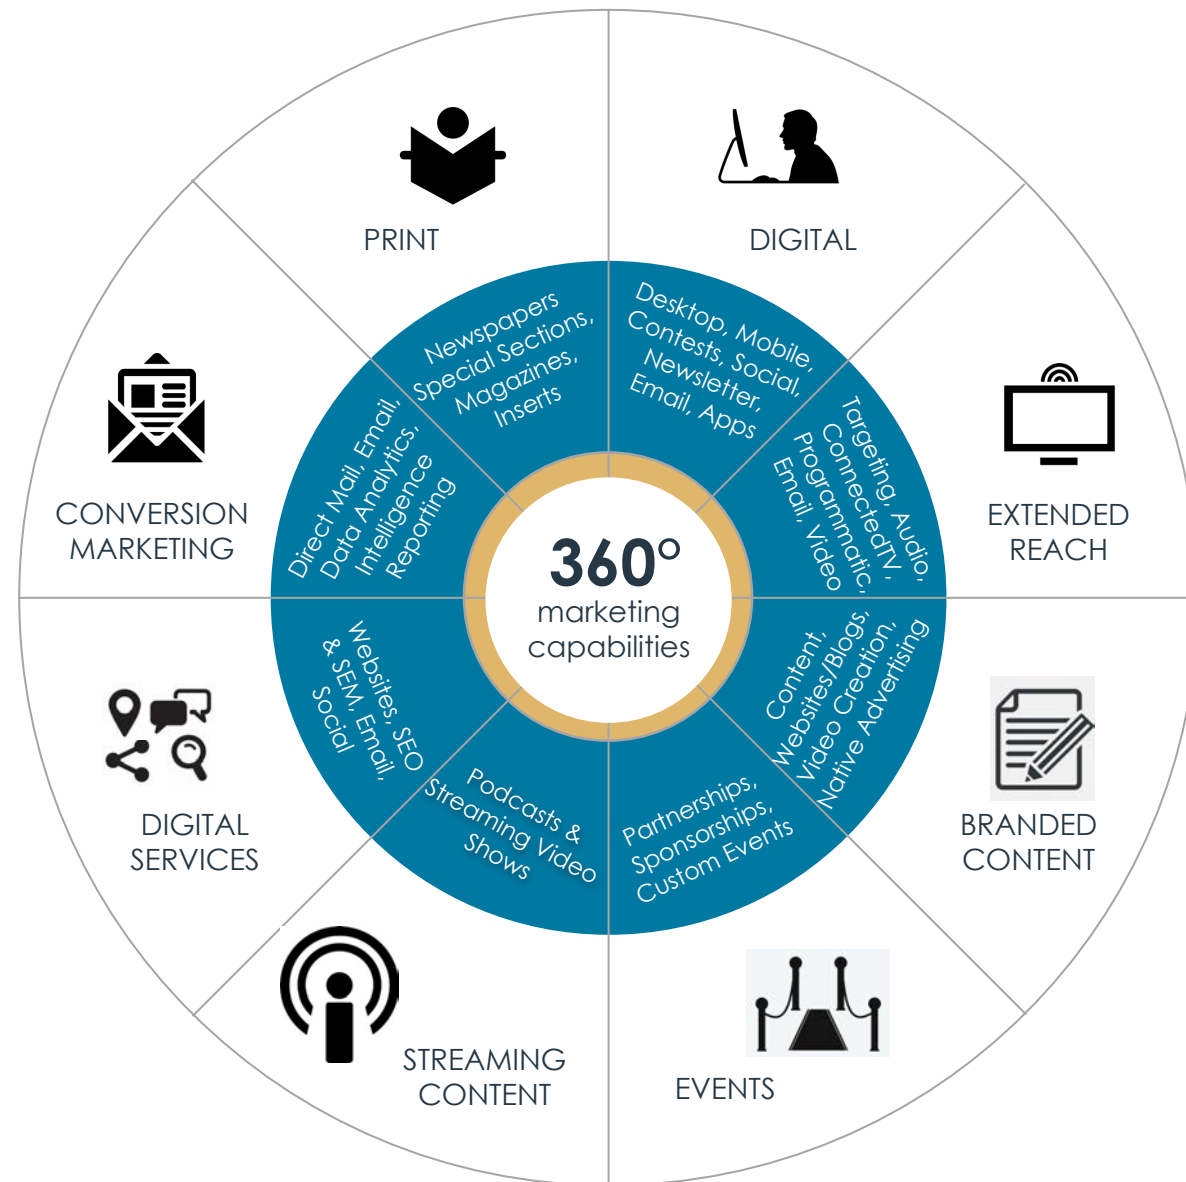 PRINT
Newspapers
Special Sections,
Magazines,
Inserts
DIGITAL
Desktop, Mobile,
Contests, Social,
Newsletter,
Email, Apps
EXTENDED
REACH
Targeting, Audio,
ConnectedTV,
Programmatic,
Email, Video
BRANDED
CONTENT
Content,
Websites/Blogs,
Video Creation,
Native Advertising
EVENTS
Partnerships,
Sponsorships,
Custom Events
STREAMING
CONTENT
Podcasts &
Streaming Video
Shows
DIGITAL
SERVICES
Websites, SEO
& SEM, Email,
Social
CONVERSION
MARKETING
Direct Mail, Email,
Data Analytics,
Intelligence
Reporting
360°
marketing
capabilities